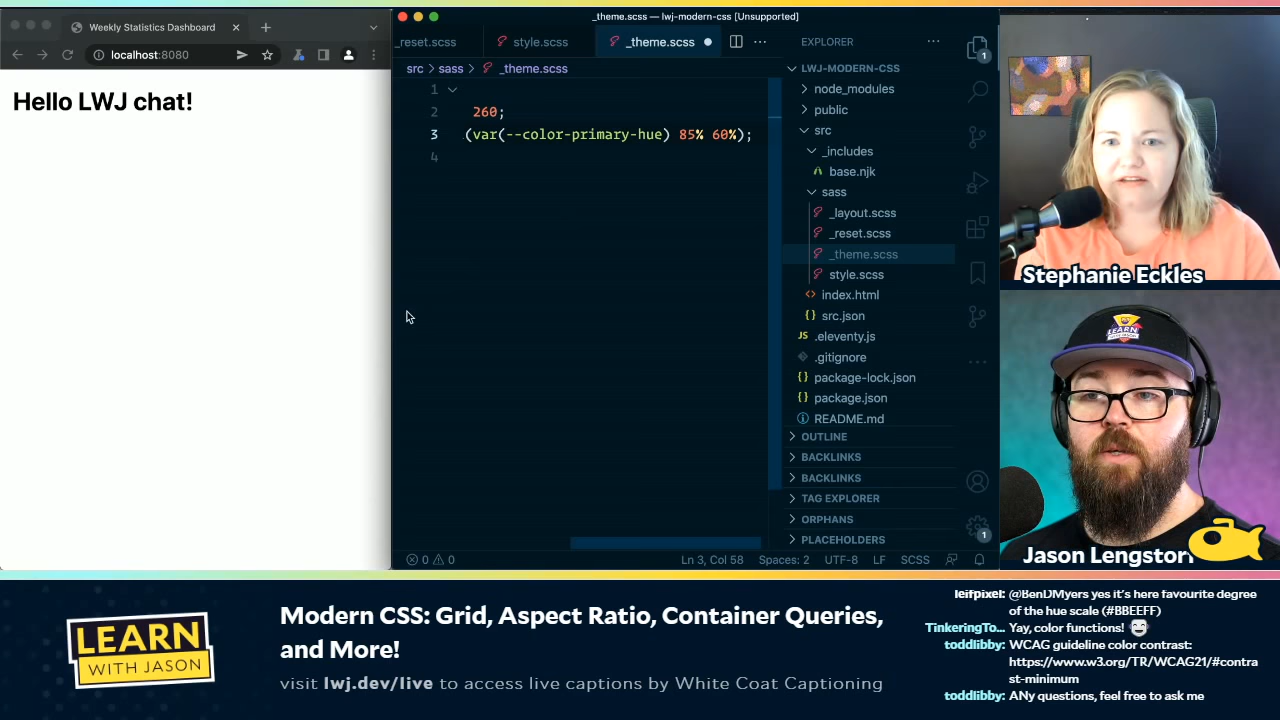 Weekly Statistics Dashboard
localhost:8080
Hello LWJ chat!
_theme.scss — lwj-modern-css [Unsupported]
_reset.scss
style.scss
_theme.scss
src > sass > _theme.scss
1
2 260;
3 (var(--color-primary-hue) 85% 60%);
4
Ln 3, Col 58 Spaces: 2 UTF-8 LF SCSS
0 0
EXPLORER
LWJ-MODERN-CSS
node_modules
public
src
_includes
base.njk
sass
_layout.scss
_reset.scss
_theme.scss
style.scss
index.html
src.json
.eleventy.js
.gitignore
package-lock.json
package.json
README.md
OUTLINE
BACKLINKS
BACKLINKS
TAG EXPLORER
ORPHANS
PLACEHOLDERS
1
1
Stephanie Eckles
LEARN
Jason Lengstorf
LEARN
WITH JASON
Modern CSS: Grid, Aspect Ratio, Container Queries,
and More!
visit lwj.dev/live to access live captions by White Coat Captioning
leifpixel: @BenDMyers yes it's here favourite degree
of the hue scale (#BBEEFF)
TinkeringTo... Yay, color functions!
toddlibby: WCAG guideline color contrast:
https://www.w3.org/TR/WCAG21/#contra
st-minimum
toddlibby: ANy questions, feel free to ask me